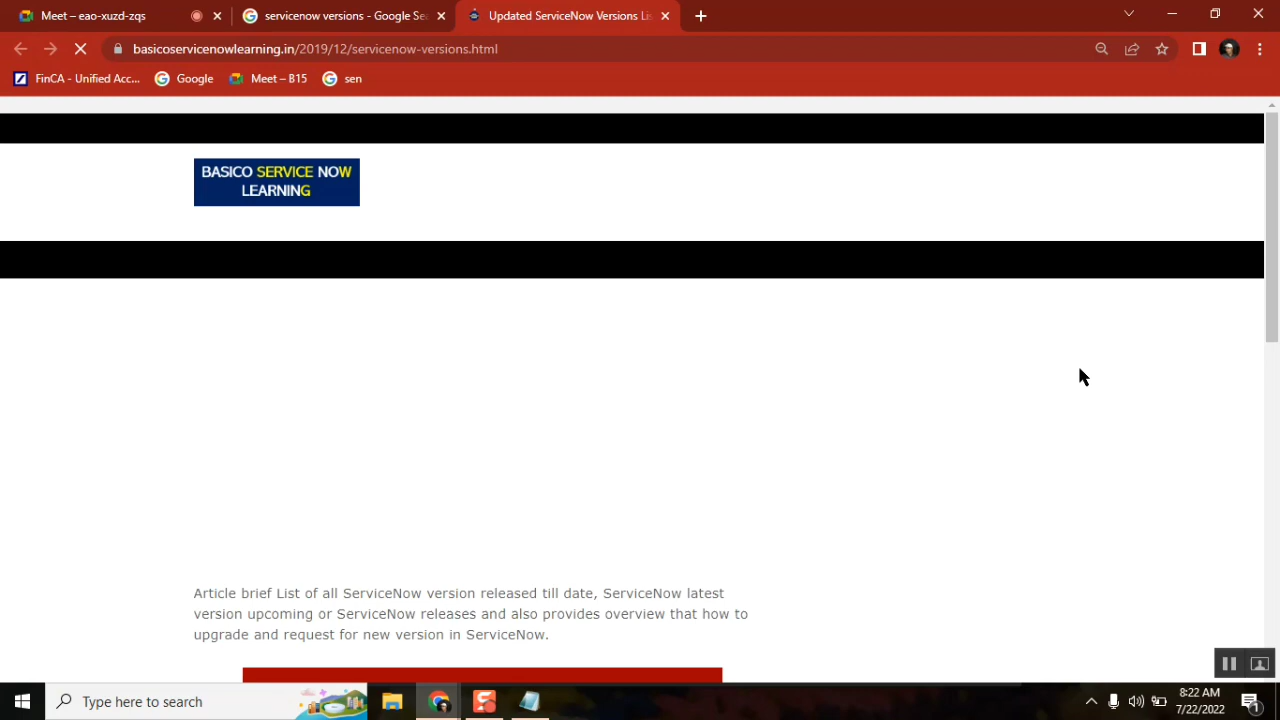 Meet – eao-xuzd-zqs
servicenow versions - Google Se
Updated ServiceNow Versions Lis
basicoservicenowlearning.in/2019/12/servicenow-versions.html
FinCA - Unified Acc...
Google
Meet – B15
sen
BASICO SERVICE NOW
LEARNING
Article brief List of all ServiceNow version released till date, ServiceNow latest
version upcoming or ServiceNow releases and also provides overview that how to
upgrade and request for new version in ServiceNow.
Type here to search
8:22 AM
7/22/2022
1